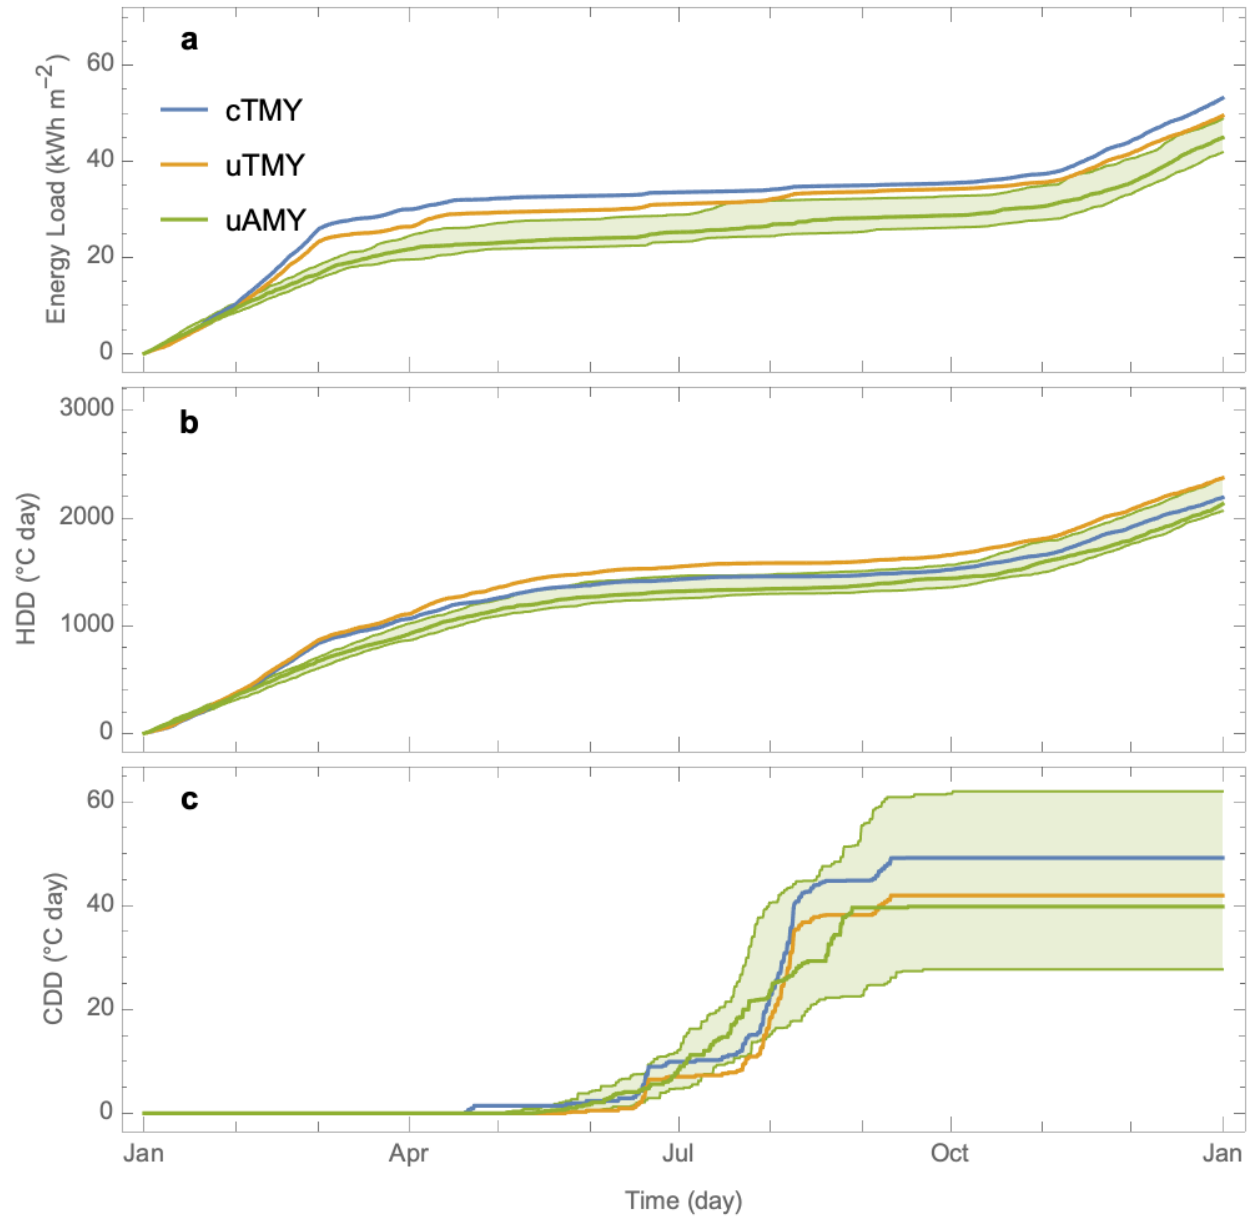 a
Energy Load (kWh m−2)
60
40
20
0
cTMY
uTMY
uAMY
b
HDD (°C day)
3000
2000
1000
0
c
CDD (°C day)
60
40
20
0
Jan Apr Jul Oct Jan
Time (day)